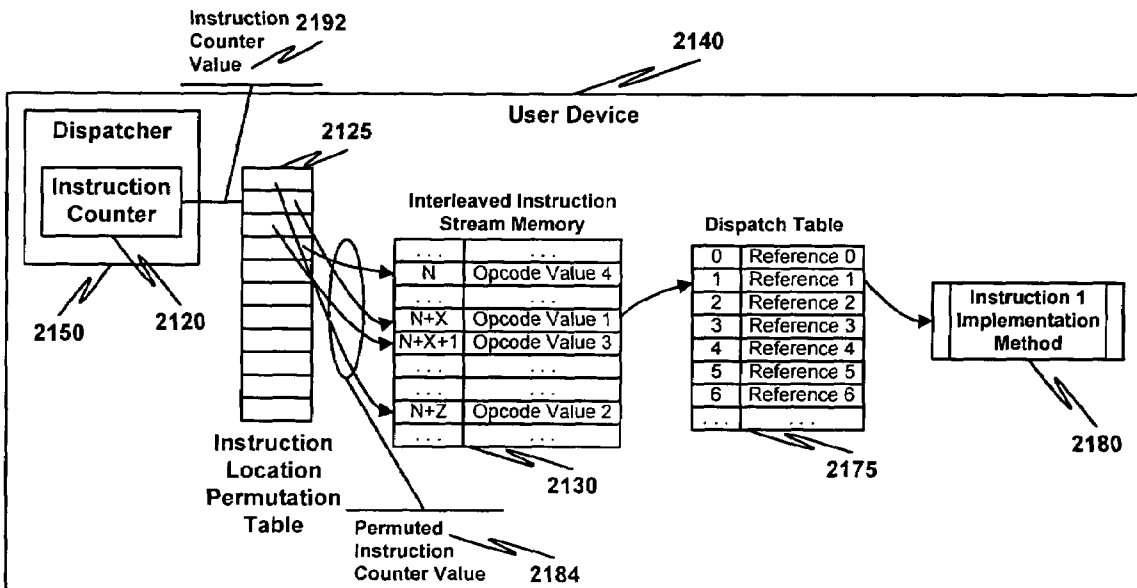 Instruction 2192
Counter
Value
2140
User Device
Dispatcher
2125
Instruction
Counter
2150 2120
Instruction
Location
Permutation
Table
Interleaved Instruction
Stream Memory
. . . . . .
N Opcode Value 4
. . . . . .
N+X Opcode Value 1
N+X+1 Opcode Value 3
. . . . . .
. . . . . .
N+Z Opcode Value 2
. . . . . .
2130
Dispatch Table
0 Reference 0
1 Reference 1
2 Reference 2
3 Reference 3
4 Reference 4
5 Reference 5
6 Reference 6
. . . . . .
2175
Instruction 1
Implementation
Method
2180
Permuted
Instruction
Counter Value 2184